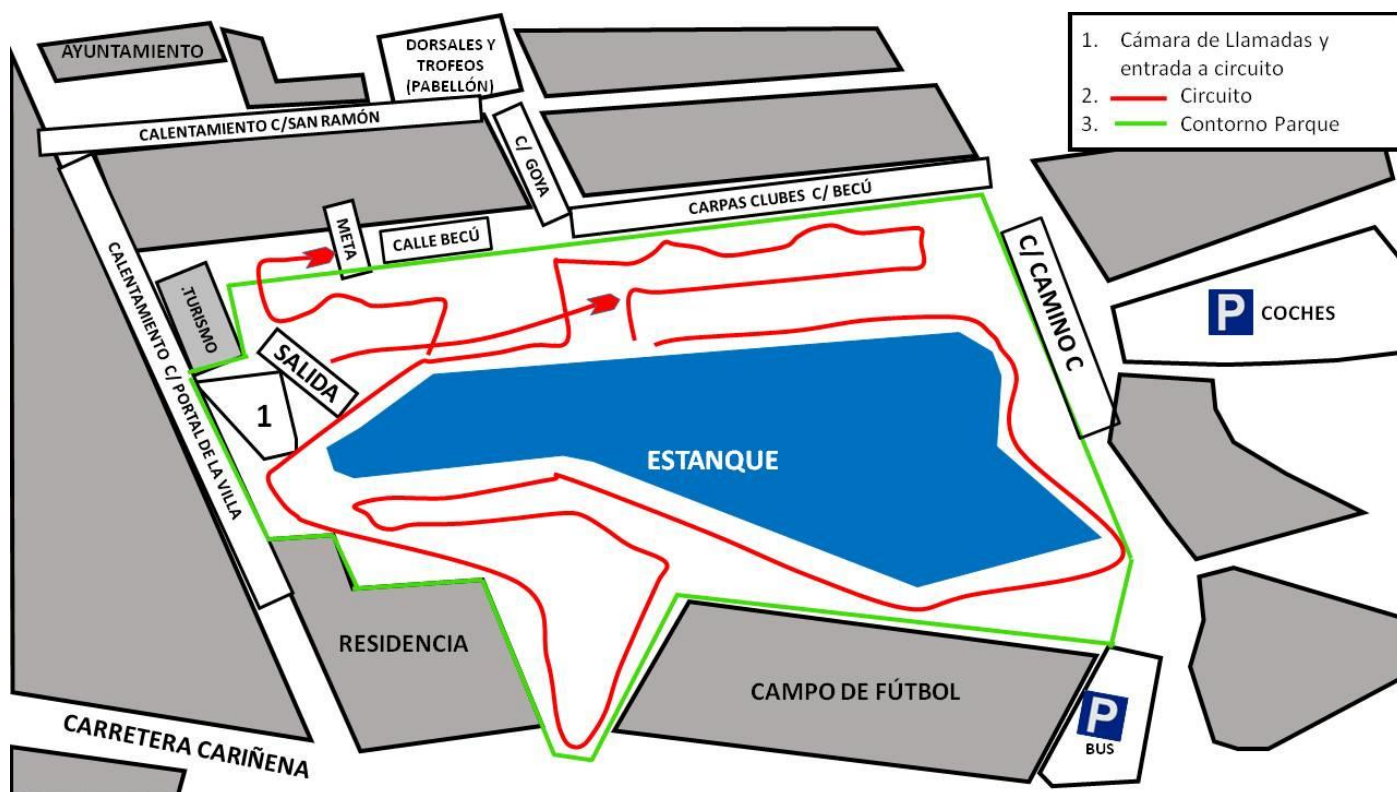 AYUNTAMIENTO
DORSALES Y
TROFEOS
(PABELLÓN)
1. Cámara de Llamadas y
entrada a circuito
2. Circuito
3. Contorno Parque
CALENTAMIENTO C/SAN RAMÓN
C/ GOYA
CARPAS CLUBES C/ BECÚ
META
CALLE BECÚ
CALENTAMIENTO C/ PORTAL DE LA VILLA
.TURISMO
SALIDA
1
C/ CAMINO C
P COCHES
ESTANQUE
RESIDENCIA
CAMPO DE FÚTBOL
P
BUS
CARRETERA CARIÑENA